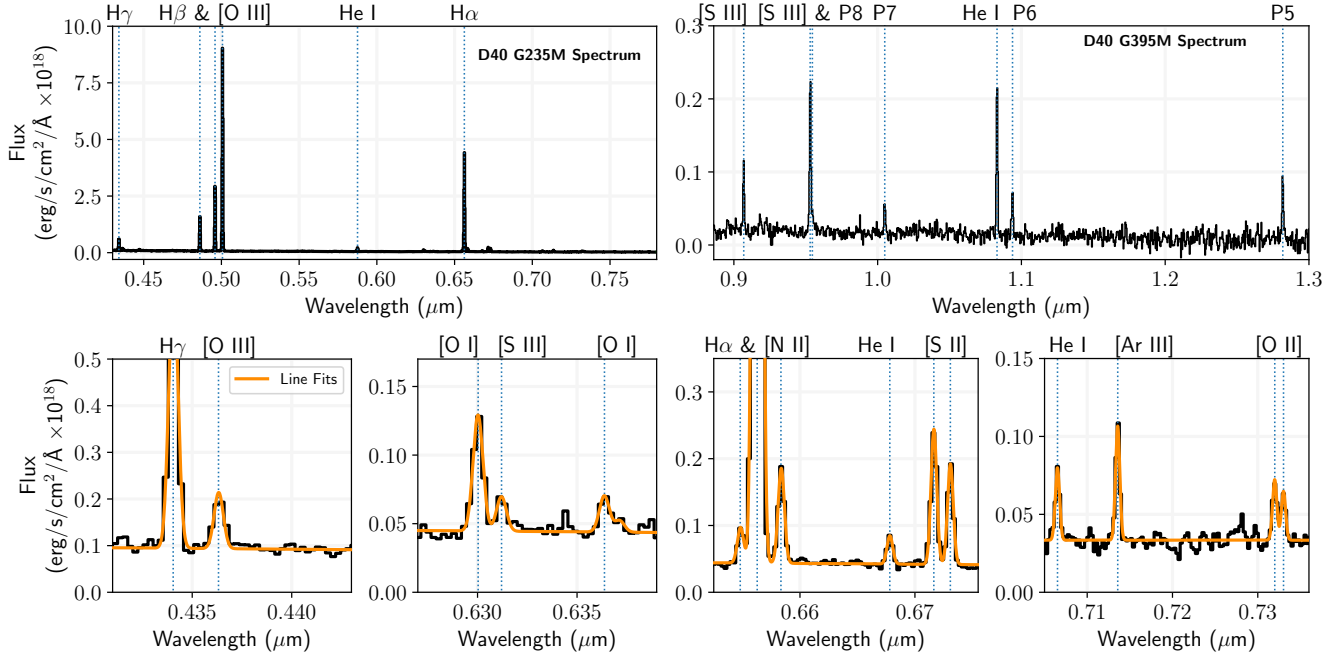 Hγ Hβ & [O III] He I Hα
[S III] [S III] & P8 P7 He I P6 P5
D40 G235M Spectrum
D40 G395M Spectrum
Flux
(erg/s/cm²/Å ×10¹⁸)
10.0
7.5
5.0
2.5
0.0
0.3
0.2
0.1
0.0
0.45 0.50 0.55 0.60 0.65 0.70 0.75
0.9 1.0 1.1 1.2 1.3
Wavelength (μm)
Wavelength (μm)
Hγ [O III]
[O I] [S III] [O I]
Hα & [N II] He I [S II]
He I [Ar III] [O II]
Line Fits
Flux
(erg/s/cm²/Å ×10¹⁸)
0.5
0.4
0.3
0.2
0.1
0.0
0.15
0.10
0.05
0.00
0.3
0.2
0.1
0.0
0.15
0.10
0.05
0.00
0.435 0.440
0.630 0.635
0.66 0.67
0.71 0.72 0.73
Wavelength (μm)
Wavelength (μm)
Wavelength (μm)
Wavelength (μm)